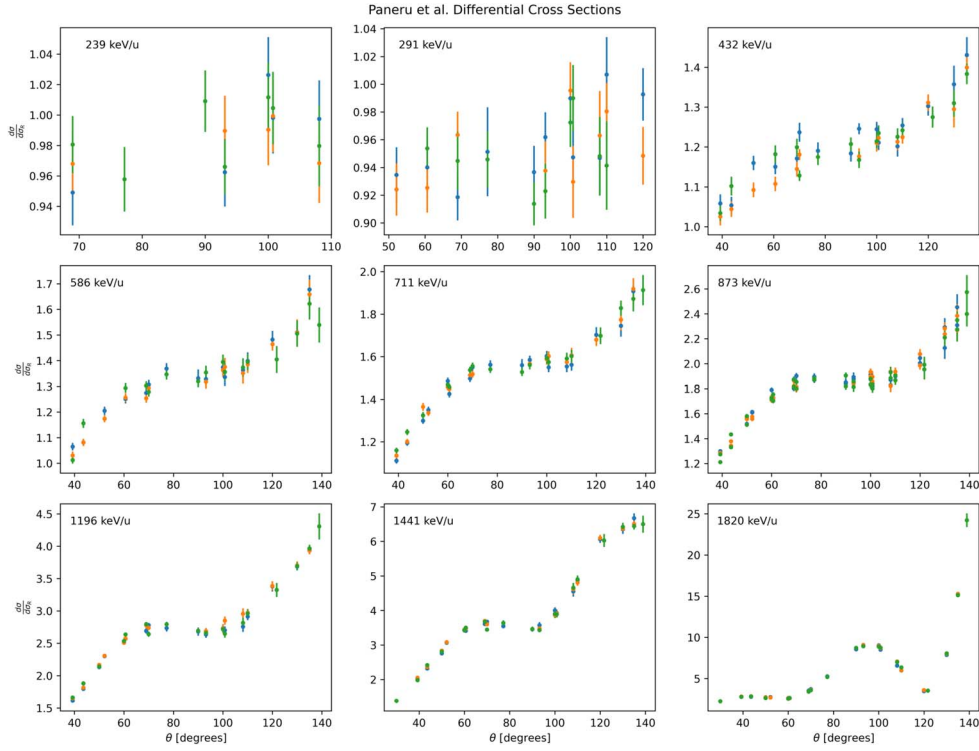 Paneru et al. Differential Cross Sections
239 keV/u
291 keV/u
432 keV/u
1.04
1.02
1.00
0.98
0.96
0.94
70 80 90 100 110
1.04
1.02
1.00
0.98
0.96
0.94
0.92
0.90
50 60 70 80 90 100 110 120
1.4
1.3
1.2
1.1
1.0
40 60 80 100 120 140
dσ
dσR
586 keV/u
711 keV/u
873 keV/u
1.7
1.6
1.5
1.4
1.3
1.2
1.1
1.0
40 60 80 100 120 140
2.0
1.8
1.6
1.4
1.2
40 60 80 100 120 140
2.6
2.4
2.2
2.0
1.8
1.6
1.4
1.2
40 60 80 100 120 140
dσ
dσR
1196 keV/u
1441 keV/u
1820 keV/u
4.5
4.0
3.5
3.0
2.5
2.0
1.5
40 60 80 100 120 140
7
6
5
4
3
2
40 60 80 100 120 140
25
20
15
10
5
40 60 80 100 120 140
dσ
dσR
θ [degrees]
θ [degrees]
θ [degrees]